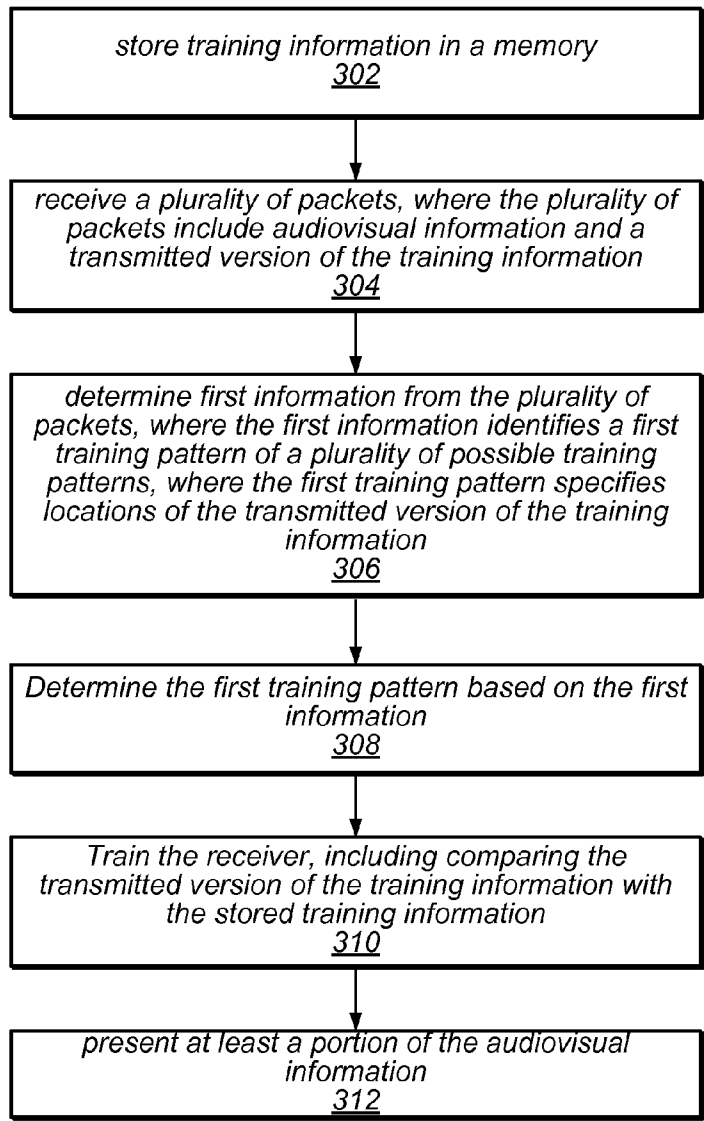 store training information in a memory
302
receive a plurality of packets, where the plurality of
packets include audiovisual information and a
transmitted version of the training information
304
determine first information from the plurality of
packets, where the first information identifies a first
training pattern of a plurality of possible training
patterns, where the first training pattern specifies
locations of the transmitted version of the training
information
306
Determine the first training pattern based on the first
information
308
Train the receiver, including comparing the
transmitted version of the training information with
the stored training information
310
present at least a portion of the audiovisual
information
312